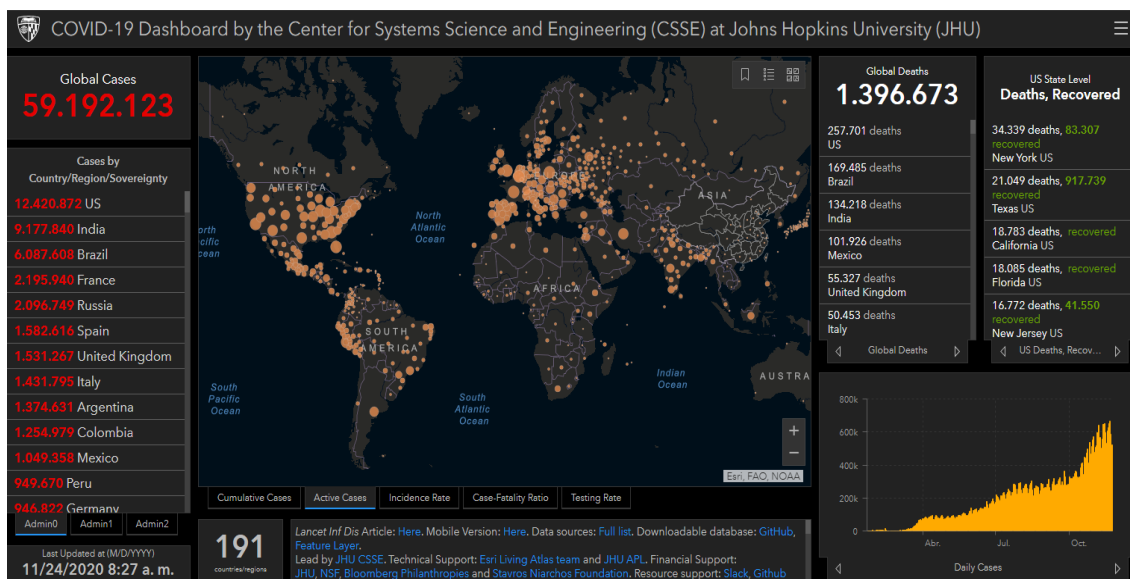 COVID-19 Dashboard by the Center for Systems Science and Engineering (CSSE) at Johns Hopkins University (JHU)
Global Cases
59.192.123
Cases by
Country/Region/Sovereignty
12.420.872 US
9.177.840 India
6.087.608 Brazil
2.195.940 France
2.096.749 Russia
1.582.616 Spain
1.531.267 United Kingdom
1.431.795 Italy
1.374.631 Argentina
1.254.979 Colombia
1.049.358 Mexico
949.670 Peru
946.822 Germany
Admin0
Admin1
Admin2
Last Updated at (M/D/YYYY)
11/24/2020 8:27 a. m.
NORTH
AMERICA
EUROPE
ASIA
North
Atlantic
Ocean
orth
cific
cean
AFRICA
SOUTH
AMERICA
South
Pacific
Ocean
South
Atlantic
Ocean
Indian
Ocean
AUSTRA
+
−
Esri, FAO, NOAA
Cumulative Cases
Active Cases
Incidence Rate
Case-Fatality Ratio
Testing Rate
191
countries/regions
Lancet Inf Dis Article: Here. Mobile Version: Here. Data sources: Full list. Downloadable database: GitHub,
Feature Layer.
Lead by JHU CSSE. Technical Support: Esri Living Atlas team and JHU APL. Financial Support:
JHU, NSF, Bloomberg Philanthropies and Stavros Niarchos Foundation. Resource support: Slack, Github
Global Deaths
1.396.673
257.701 deaths
US
169.485 deaths
Brazil
134.218 deaths
India
101.926 deaths
Mexico
55.327 deaths
United Kingdom
50.453 deaths
Italy
Global Deaths
US State Level
Deaths, Recovered
34.339 deaths, 83.307
recovered
New York US
21.049 deaths, 917.739
recovered
Texas US
18.783 deaths, recovered
California US
18.085 deaths, recovered
Florida US
16.772 deaths, 41.550
recovered
New Jersey US
US Deaths, Recov...
800k
600k
400k
200k
0
Abr.
Jul.
Oct.
Daily Cases